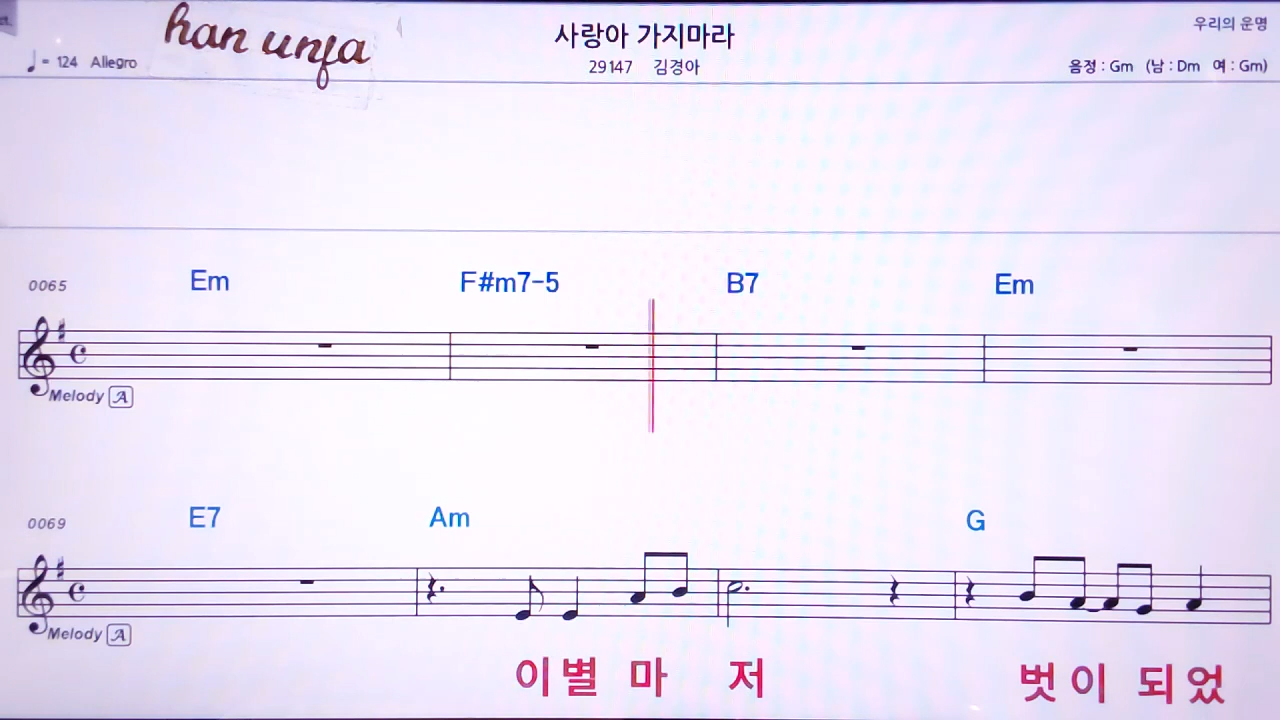 han unfa
사랑아 가지마라
우리의 운명
♩ = 124 Allegro
29147 김경아
음정 : Gm (남 : Dm 여 : Gm)
0065 Em F#m7-5 B7 Em
Melody A
0069 E7 Am G
Melody A
이별 마 저 벗이 되었